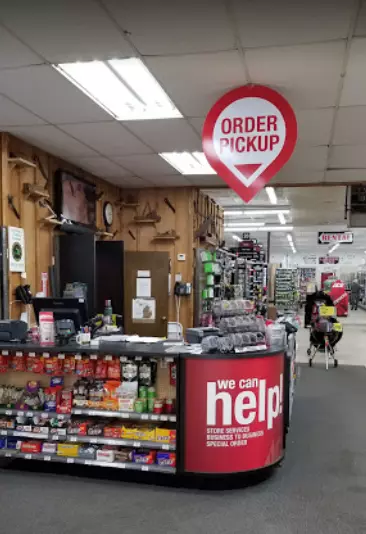 ORDER
PICKUP
RENTAL
we can
help!
STORE SERVICES
BUSINESS TO BUSINESS
SPECIAL ORDER